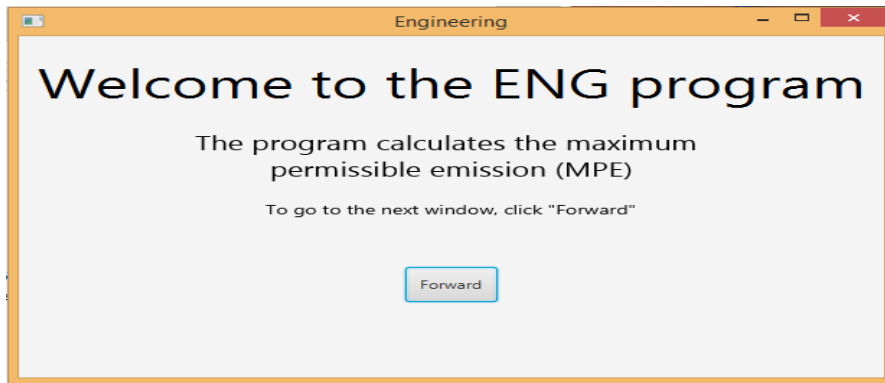 Engineering
Welcome to the ENG program
The program calculates the maximum
permissible emission (MPE)
To go to the next window, click "Forward"
Forward